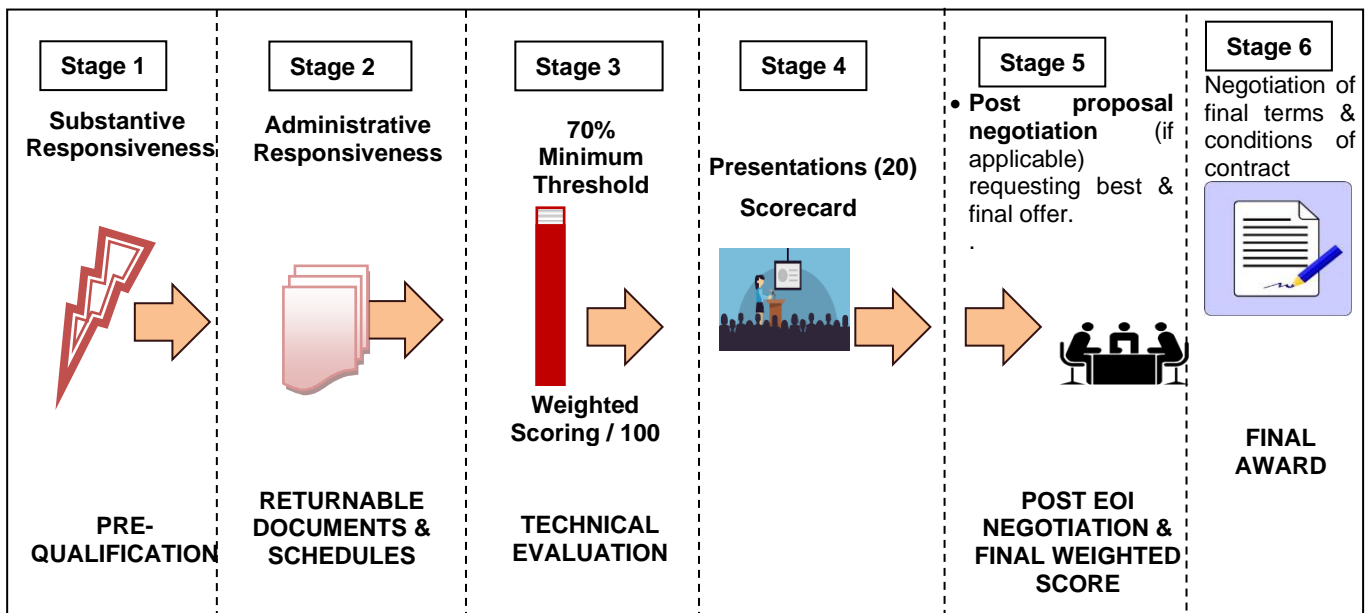 Stage 1
Substantive
Responsiveness
PRE-
QUALIFICATION
Stage 2
Administrative
Responsiveness
RETURNABLE
DOCUMENTS &
SCHEDULES
Stage 3
70%
Minimum
Threshold
Weighted
Scoring / 100
TECHNICAL
EVALUATION
Stage 4
Presentations (20)
Scorecard
Stage 5
• Post proposal
negotiation (if
applicable)
requesting best &
final offer.
.
POST EOI
NEGOTIATION &
FINAL WEIGHTED
SCORE
Stage 6
Negotiation of
final terms &
conditions of
contract
FINAL
AWARD